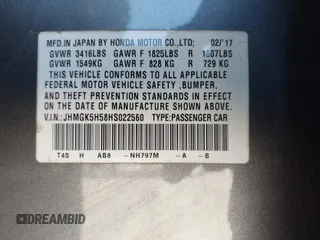 MFD.IN JAPAN BY HONDA MOTOR CO.,LTD; 02/'17
GVWR 3416LBS GAWR F 1825LBS R 1607LBS
GVWR 1549KG GAWR F 828 KG R 729 KG
THIS VEHICLE CONFORMS TO ALL APPLICABLE
FEDERAL MOTOR VEHICLE SAFETY ,BUMPER,
AND THEFT PREVENTION STANDARDS IN EFFECT
ON THE DATE OF MANUFACTURE SHOWN ABOVE.
V.I.N.: JHMGK5H58HS022560 TYPE:PASSENGER CAR
T4S H AB8 -NH797M -A -S
DREAMBID